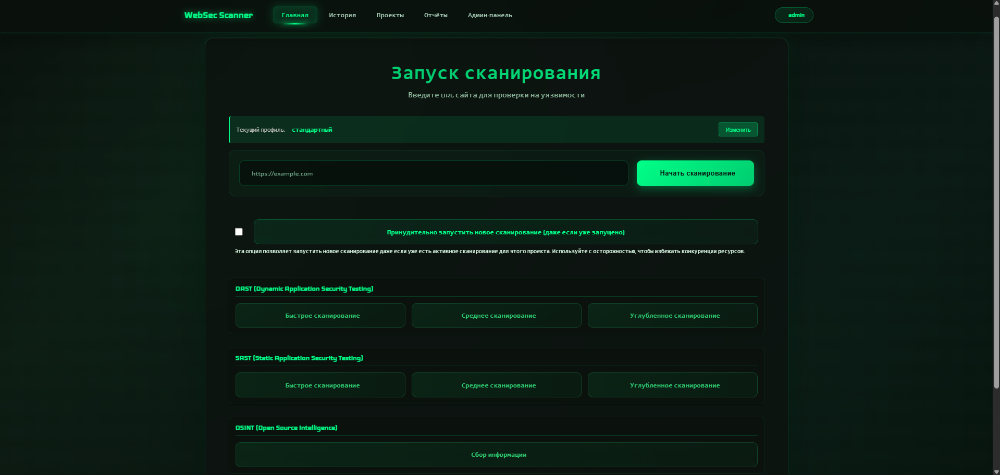 WebSec Scanner
Главная
История
Проекты
Отчёты
Админ-панель
admin
Запуск сканирования
Введите URL сайта для проверки на уязвимости
Текущий профиль: стандартный
Изменить
https://example.com
Начать сканирование
Принудительно запустить новое сканирование (даже если уже запущено)
Эта опция позволяет запустить новое сканирование даже если уже есть активное сканирование для этого проекта. Используйте с осторожностью, чтобы избежать конкуренции ресурсов.
DAST (Dynamic Application Security Testing)
Быстрое сканирование
Среднее сканирование
Углубленное сканирование
SAST (Static Application Security Testing)
Быстрое сканирование
Среднее сканирование
Углубленное сканирование
OSINT (Open Source Intelligence)
Сбор информации